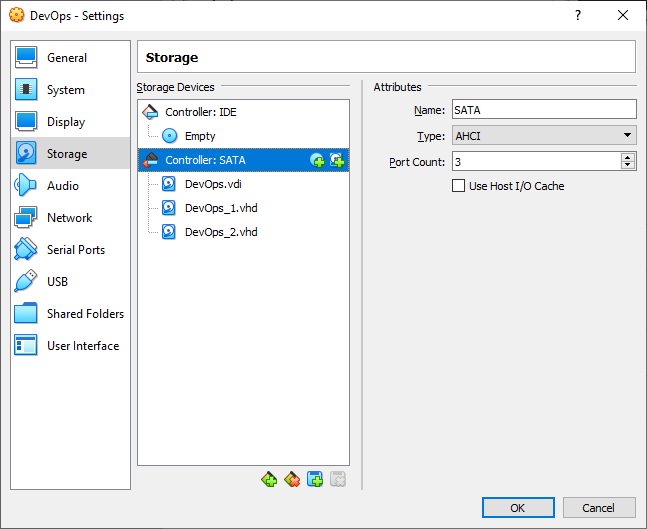 DevOps - Settings
?
General
System
Display
Storage
Audio
Network
Serial Ports
USB
Shared Folders
User Interface
Storage
Storage Devices
Controller: IDE
Empty
Controller: SATA
DevOps.vdi
DevOps_1.vhd
DevOps_2.vhd
Attributes
Name: SATA
Type: AHCI
Port Count: 3
Use Host I/O Cache
OK
Cancel